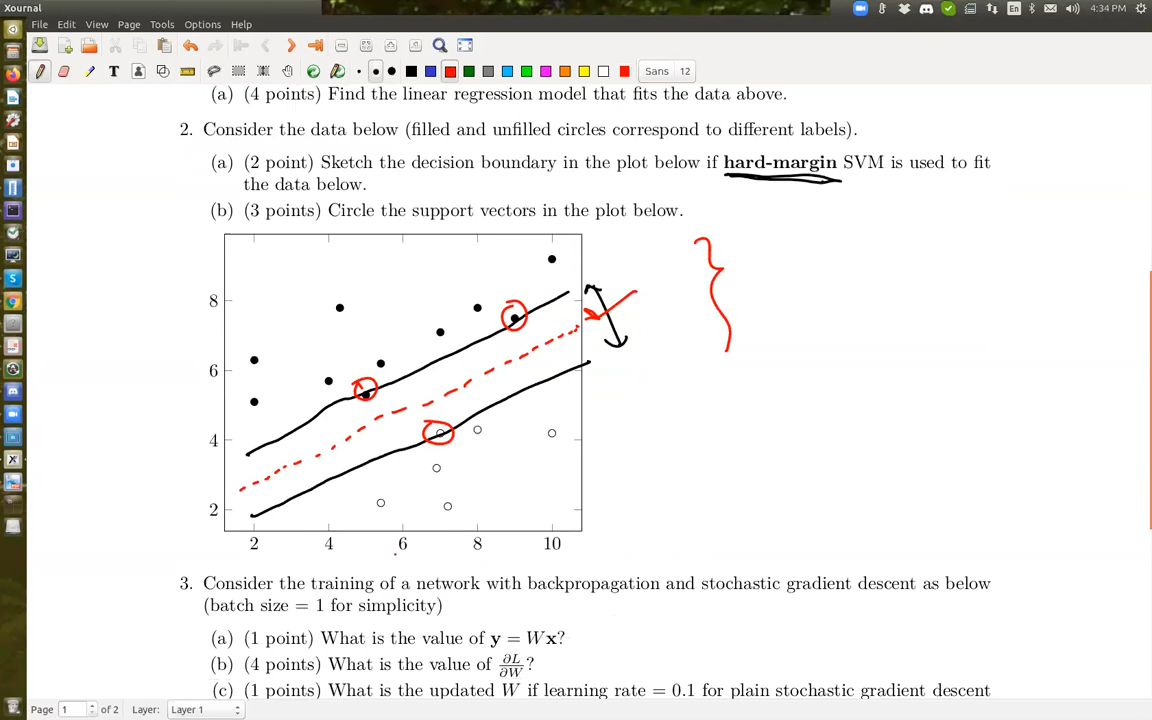 Xournal
En
4:34 PM
File Edit View Page Tools Options Help
T
Sans 12
(a) (4 points) Find the linear regression model that fits the data above.
2. Consider the data below (filled and unfilled circles correspond to different labels).
(a) (2 point) Sketch the decision boundary in the plot below if hard-margin SVM is used to fit
the data below.
(b) (3 points) Circle the support vectors in the plot below.
8
6
4
2
2 4 6 8 10
3. Consider the training of a network with backpropagation and stochastic gradient descent as below
(batch size = 1 for simplicity)
(a) (1 point) What is the value of y = Wx?
(b) (4 points) What is the value of ∂L/∂W?
(c) (1 points) What is the updated W if learning rate = 0.1 for plain stochastic gradient descent
Page 1 of 2 Layer: Layer 1